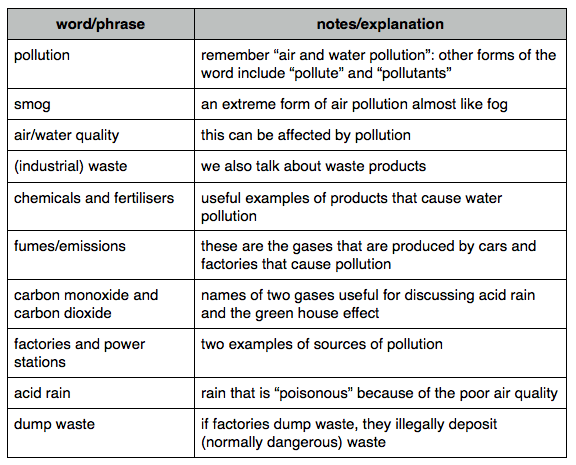 word/phrase notes/explanation
pollution remember “air and water pollution”: other forms of the
word include “pollute” and “pollutants”
smog an extreme form of air pollution almost like fog
air/water quality this can be affected by pollution
(industrial) waste we also talk about waste products
chemicals and fertilisers useful examples of products that cause water
pollution
fumes/emissions these are the gases that are produced by cars and
factories that cause pollution
carbon monoxide and names of two gases useful for discussing acid rain
carbon dioxide and the green house effect
factories and power two examples of sources of pollution
stations
acid rain rain that is “poisonous” because of the poor air quality
dump waste if factories dump waste, they illegally deposit
(normally dangerous) waste